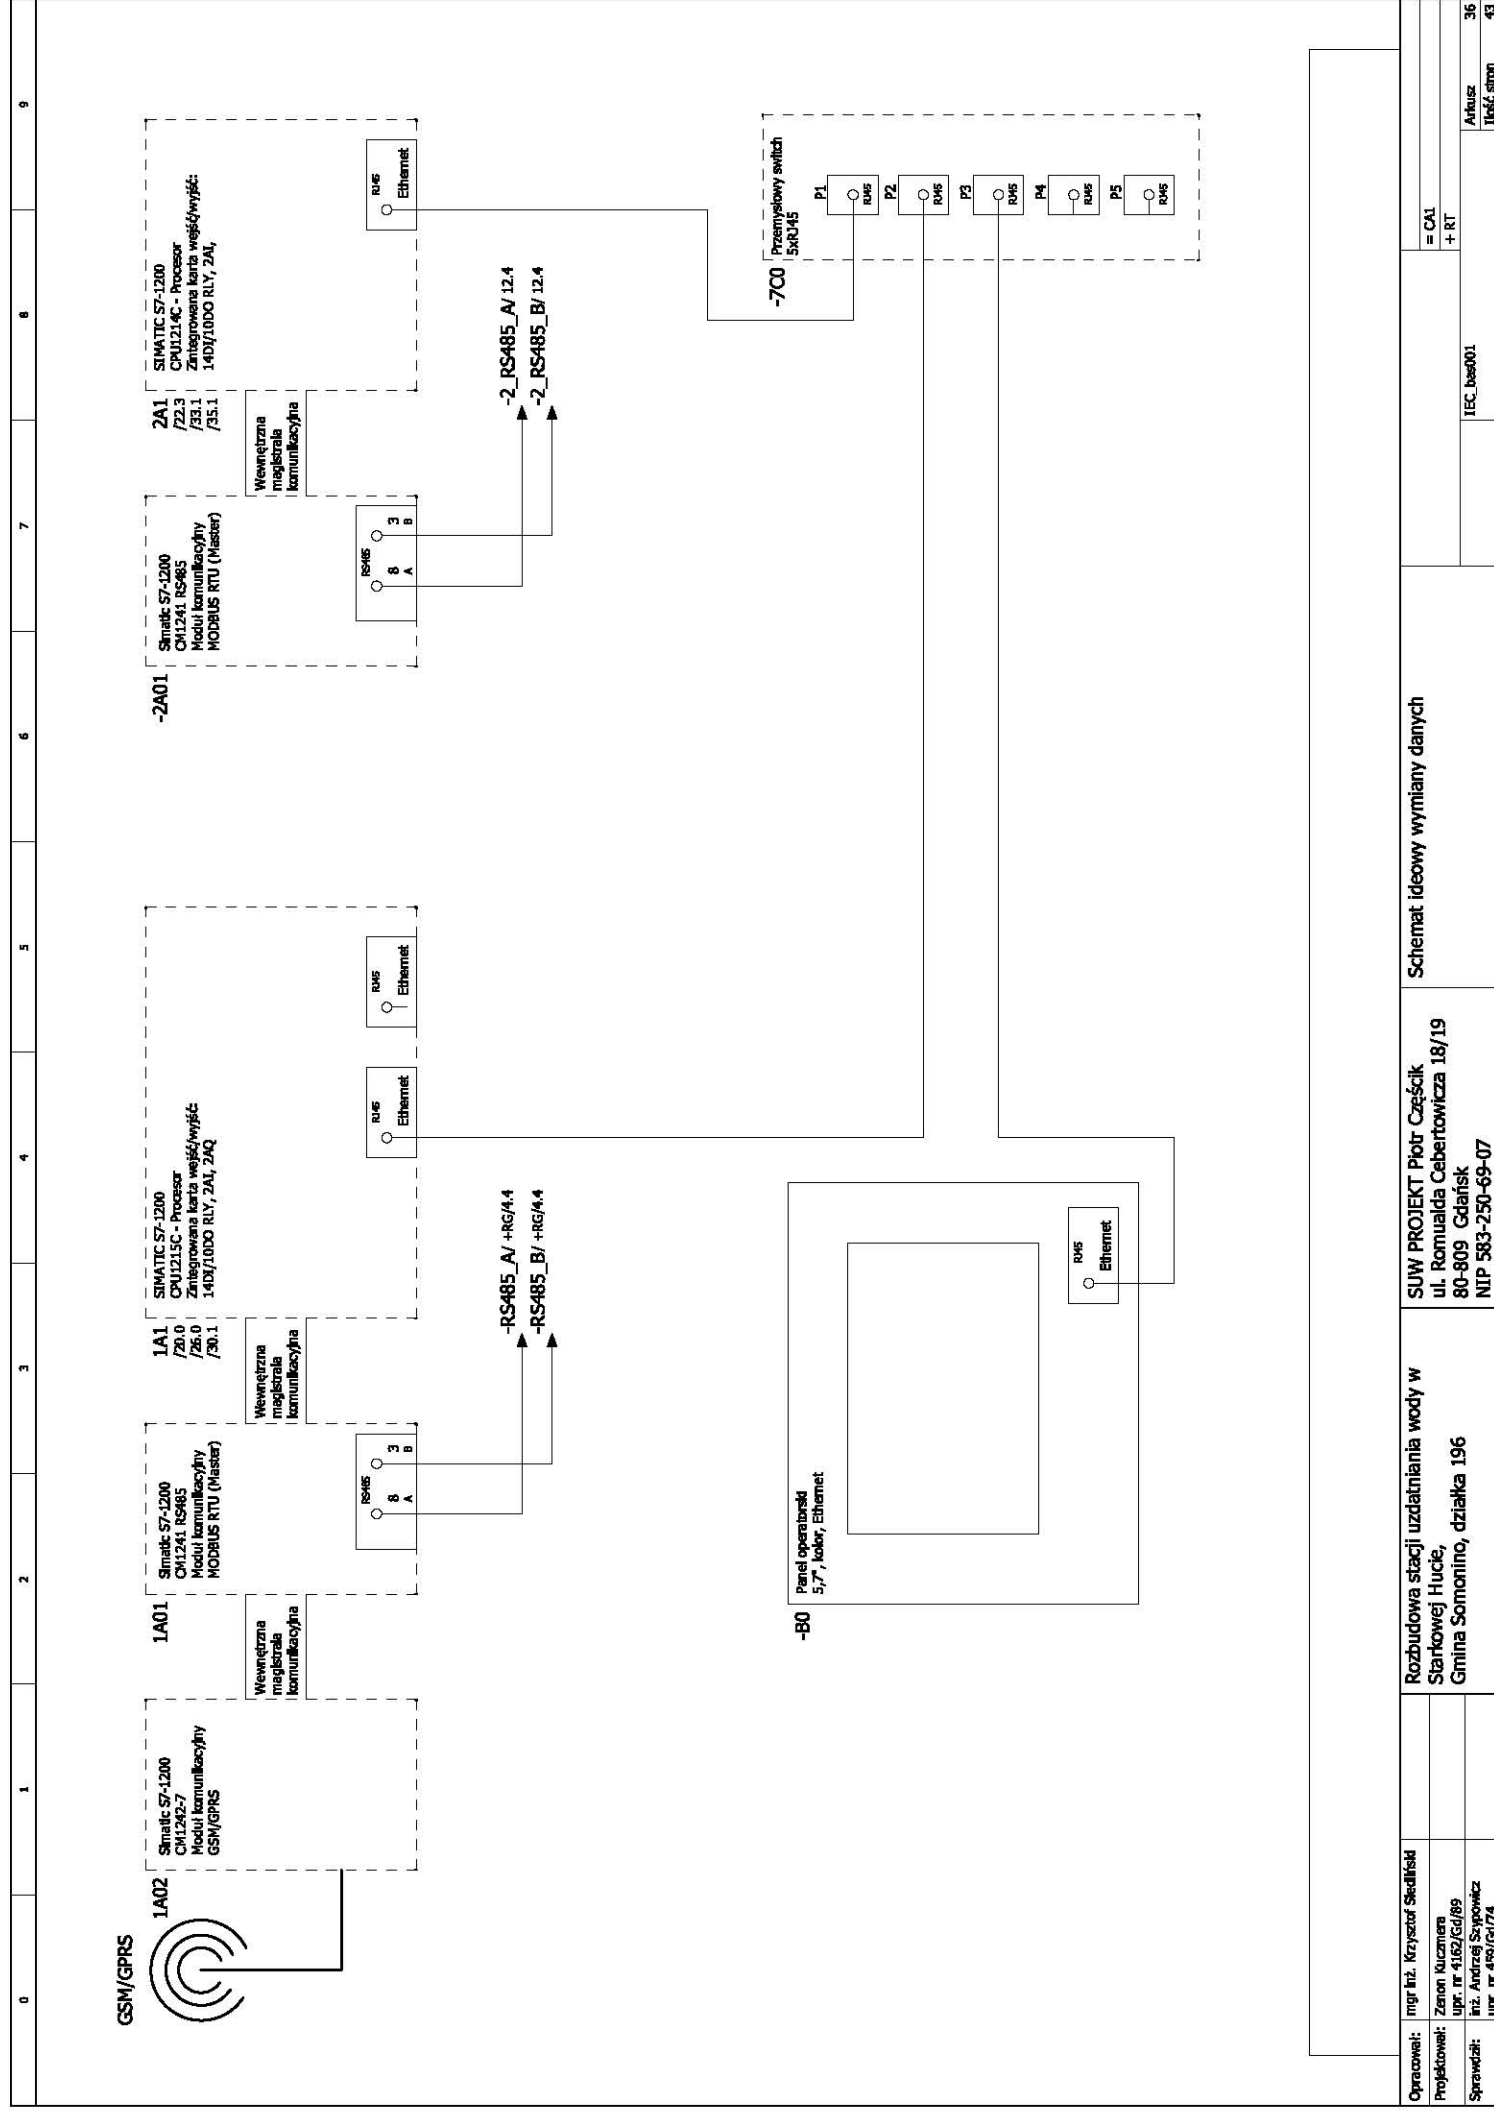 0 1 2 3 4 5 6 7 8 9
GSM/GPRS
1A02
Simatic S7-1200
CM1242-7
Moduł komunikacyjny
GSM/GPRS
Wewnętrzna
magistrala
komunikacyjna
1A01
Simatic S7-1200
CM1241 RS485
Moduł komunikacyjny
MODBUS RTU (Master)
RS485
8 3
A B
Wewnętrzna
magistrala
komunikacyjna
1A1
/20.0
/26.0
/30.1
SIMATIC S7-1200
CPU1215C - Procesor
Zintegrowana karta wejść/wyjść:
14DI/10DO RLY, 2AI, 2AQ
RJ45
Ethernet
RJ45
Ethernet
-RS485_A/ +RG/4.4
-RS485_B/ +RG/4.4
-2A01
Simatic S7-1200
CM1241 RS485
Moduł komunikacyjny
MODBUS RTU (Master)
RS485
8 3
A B
Wewnętrzna
magistrala
komunikacyjna
2A1
/22.3
/33.1
/35.1
SIMATIC S7-1200
CPU1214C - Procesor
Zintegrowana karta wejść/wyjść:
14DI/10DO RLY, 2AI,
RJ45
Ethernet
-2_RS485_A/ 12.4
-2_RS485_B/ 12.4
-B0
Panel operatorski
5,7", kolor, Ethernet
RJ45
Ethernet
-7C0
Przemysłowy switch
5xRJ45
P1
RJ45
P2
RJ45
P3
RJ45
P4
RJ45
P5
RJ45
Opracował: mgr inż. Krzysztof Siedliński
Projektował: Zenon Kuczmera
upr. nr 4162/Gd/89
Sprawdził: inż. Andrzej Szypowicz
upr. nr 459/Gd/74
Rozbudowa stacji uzdatniania wody w
Starkowej Hucie,
Gmina Somonino, działka 196
SUW PROJEKT Piotr Częścik
ul. Romualda Cebertowicza 18/19
80-809 Gdańsk
NIP 583-250-69-07
Schemat ideowy wymiany danych
IEC_bas001
= CA1
+ RT
Arkusz 36
Ilość stron 43